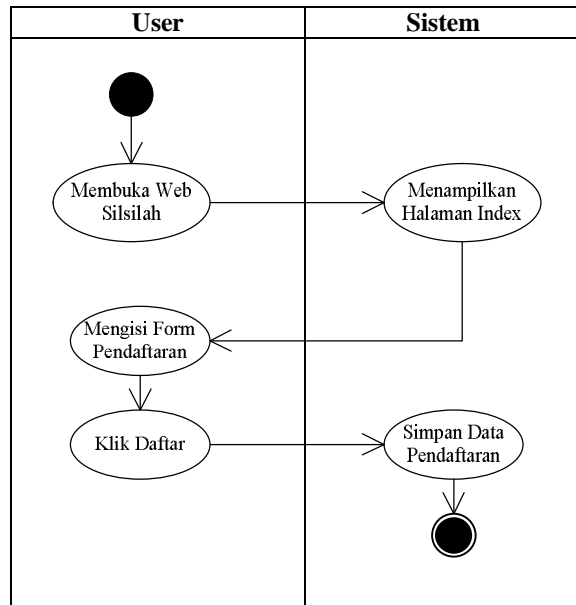 User
Sistem
Membuka Web
Silsilah
Menampilkan
Halaman Index
Mengisi Form
Pendaftaran
Klik Daftar
Simpan Data
Pendaftaran